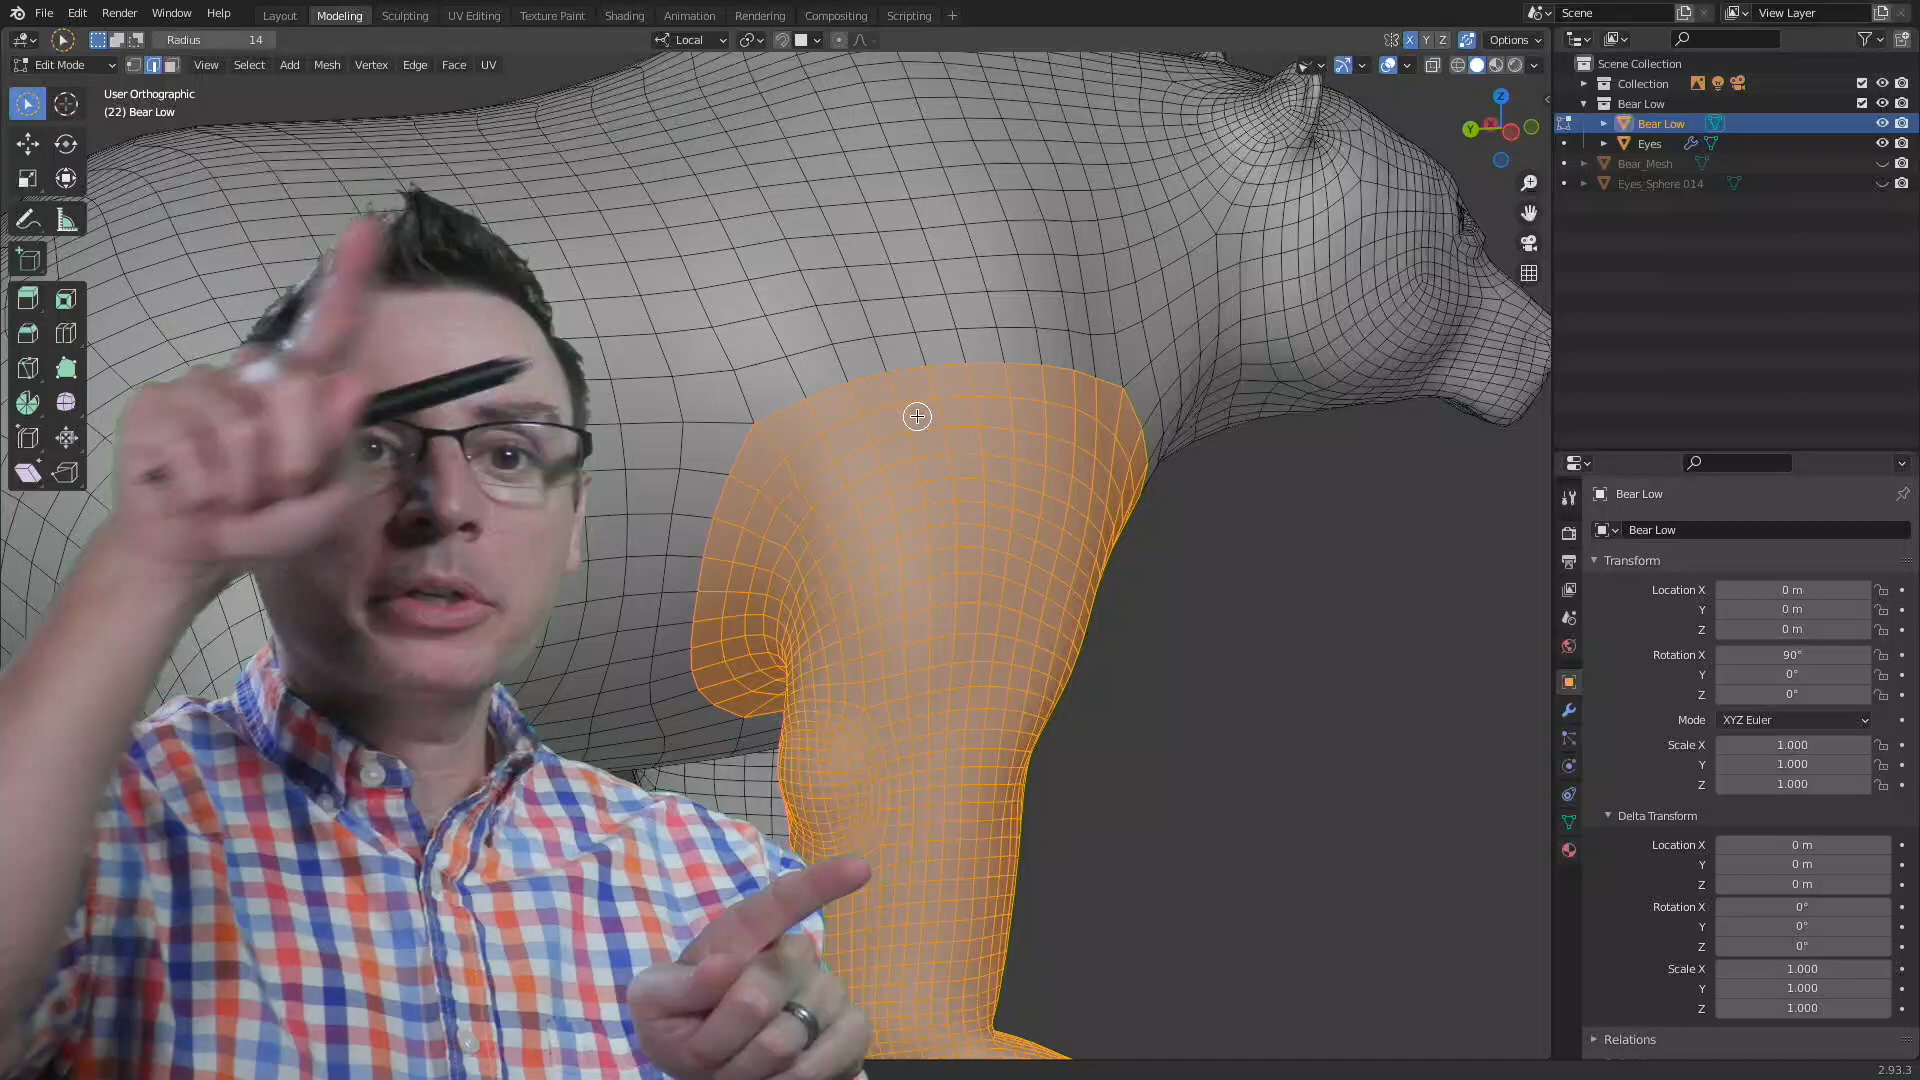 File Edit Render Window Help Layout Modeling Sculpting UV Editing Texture Paint Shading Animation Rendering Compositing Scripting + Scene View Layer
Radius 14 Local X Y Z Options
Edit Mode View Select Add Mesh Vertex Edge Face UV
User Orthographic
(22) Bear Low
Z
Y
X
Scene Collection
Collection
Bear Low
Bear Low
Eyes
Bear_Mesh
Eyes_Sphere 014
Bear Low
Bear Low
Transform
Location X 0 m
Y 0 m
Z 0 m
Rotation X 90°
Y 0°
Z 0°
Mode XYZ Euler
Scale X 1.000
Y 1.000
Z 1.000
Delta Transform
Location X 0 m
Y 0 m
Z 0 m
Rotation X 0°
Y 0°
Z 0°
Scale X 1.000
Y 1.000
Z 1.000
Relations
2.93.3